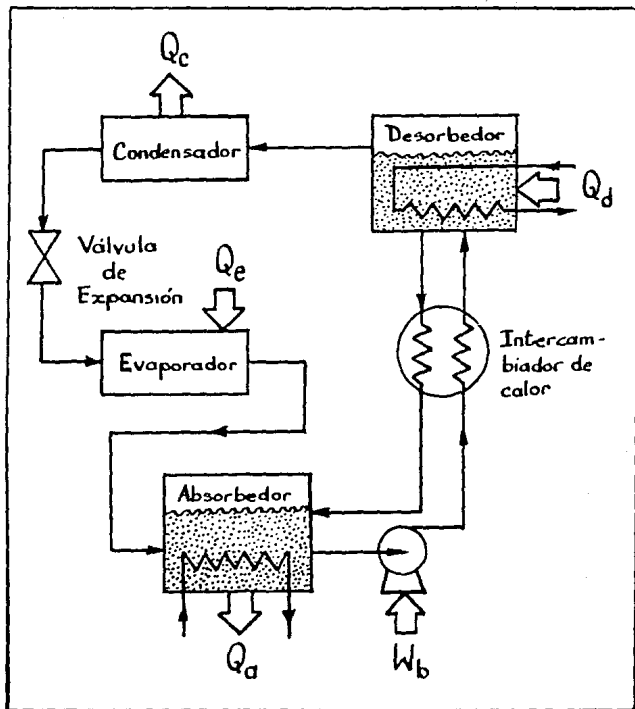 Qc
Condensador
Desorbedor
Qd
Válvula
de
Expansión
Qe
Evaporador
Intercam-
biador de
calor
Absorbedor
Qa
Wb